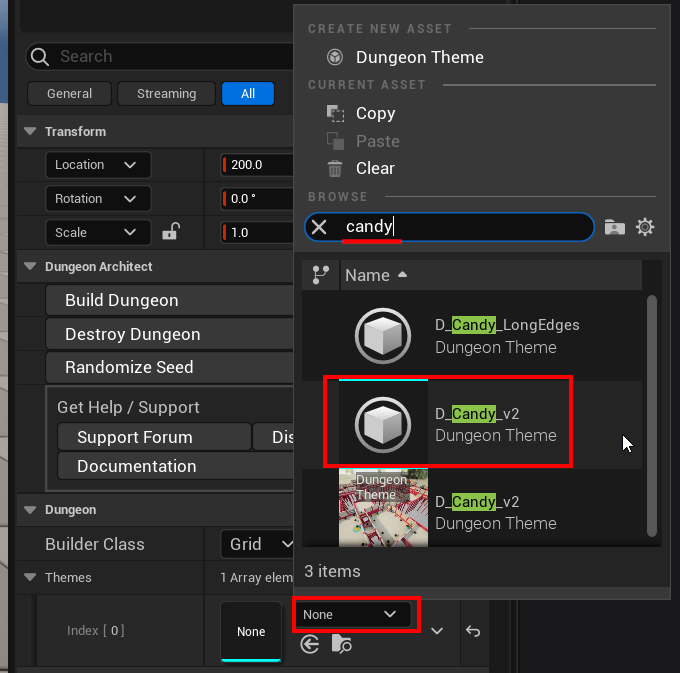 Search
General
Streaming
All
Transform
Location
200.0
Rotation
0.0 °
Scale
1.0
Dungeon Architect
Build Dungeon
Destroy Dungeon
Randomize Seed
Get Help / Support
Support Forum
Dis
Documentation
Dungeon
Builder Class
Grid
Themes
1 Array elem
Index [ 0 ]
None
None
CREATE NEW ASSET
Dungeon Theme
CURRENT ASSET
Copy
Paste
Clear
BROWSE
candy
Name
D_Candy_LongEdges
Dungeon Theme
D_Candy_v2
Dungeon Theme
Dungeon
Theme
D_Candy_v2
Dungeon Theme
3 items